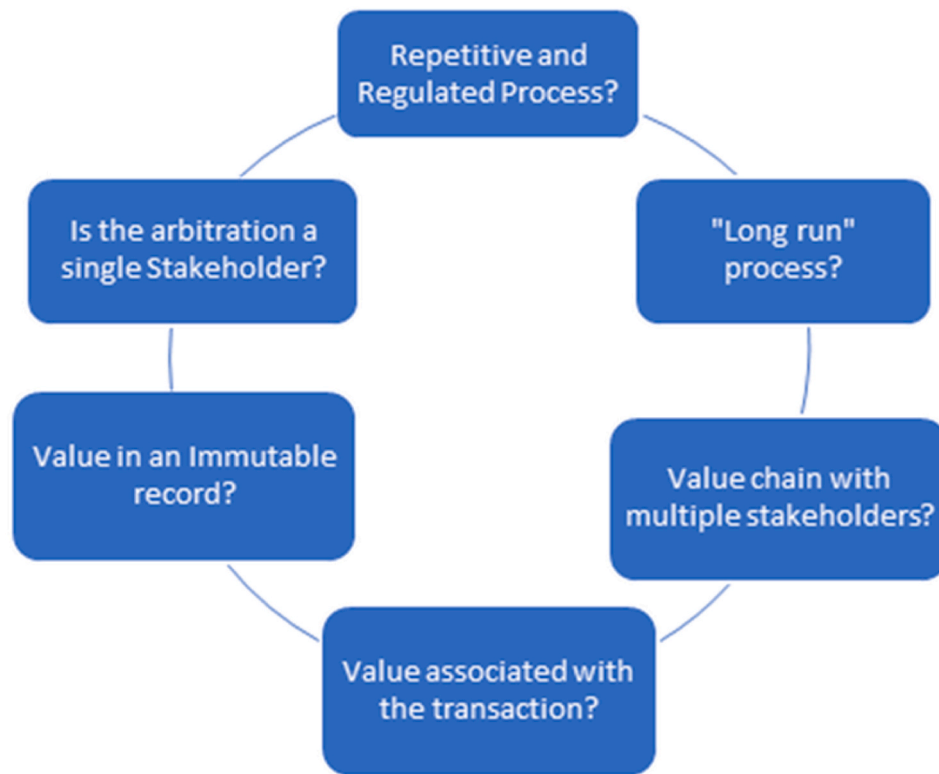 Repetitive and
Regulated Process?
"Long run"
process?
Value chain with
multiple stakeholders?
Value associated with
the transaction?
Value in an Immutable
record?
Is the arbitration a
single Stakeholder?